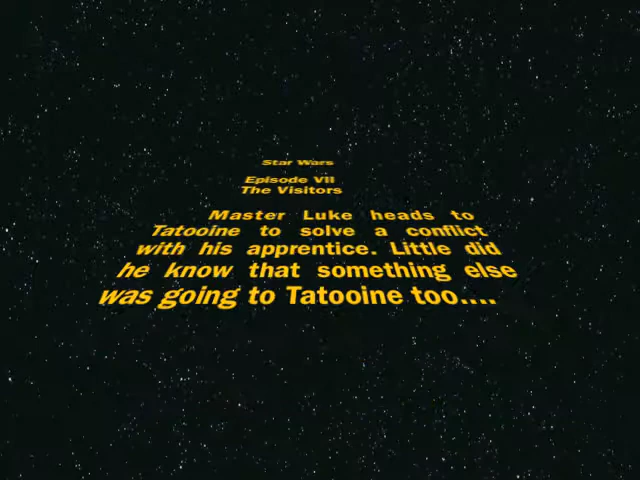 Star Wars
Episode VII
The Visitors
Master Luke heads to
Tatooine to solve a conflict
with his apprentice. Little did
he know that something else
was going to Tatooine too....